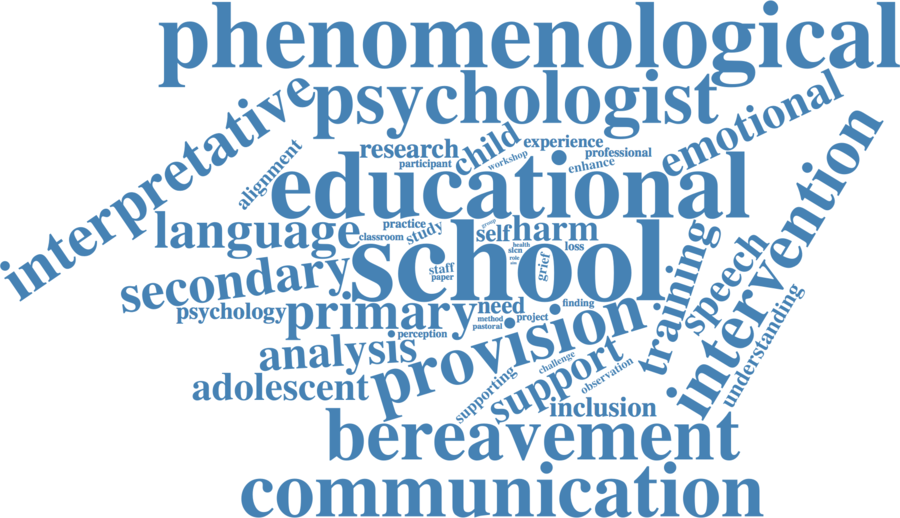 phenomenological
psychologist
interpretative
emotional
intervention
research
child
experience
participant
workshop
professional
enhance
alignment
educational
language
practice
classroom
study
self
harm
group
health
slcn
role
loss
grief
school
staff
paper
secondary
training
speech
understanding
psychology
primary
need
finding
method
project
pastoral
perception
provision
analysis
adolescent
support
supporting
challenge
observation
inclusion
bereavement
communication